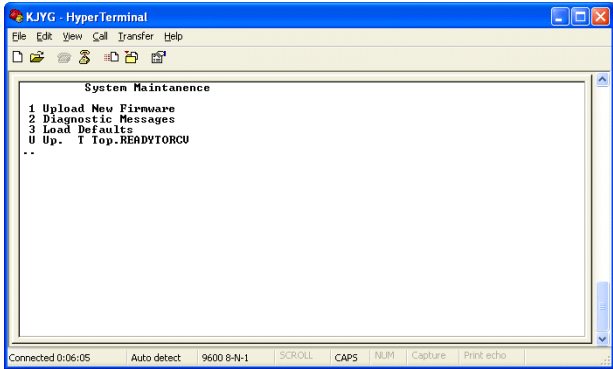 KJYG - HyperTerminal
File Edit View Call Transfer Help
System Maintanence
1 Upload New Firmware
2 Diagnostic Messages
3 Load Defaults
U Up. T Top.READYTORCV
--
Connected 0:06:05 Auto detect 9600 8-N-1 SCROLL CAPS NUM Capture Print echo